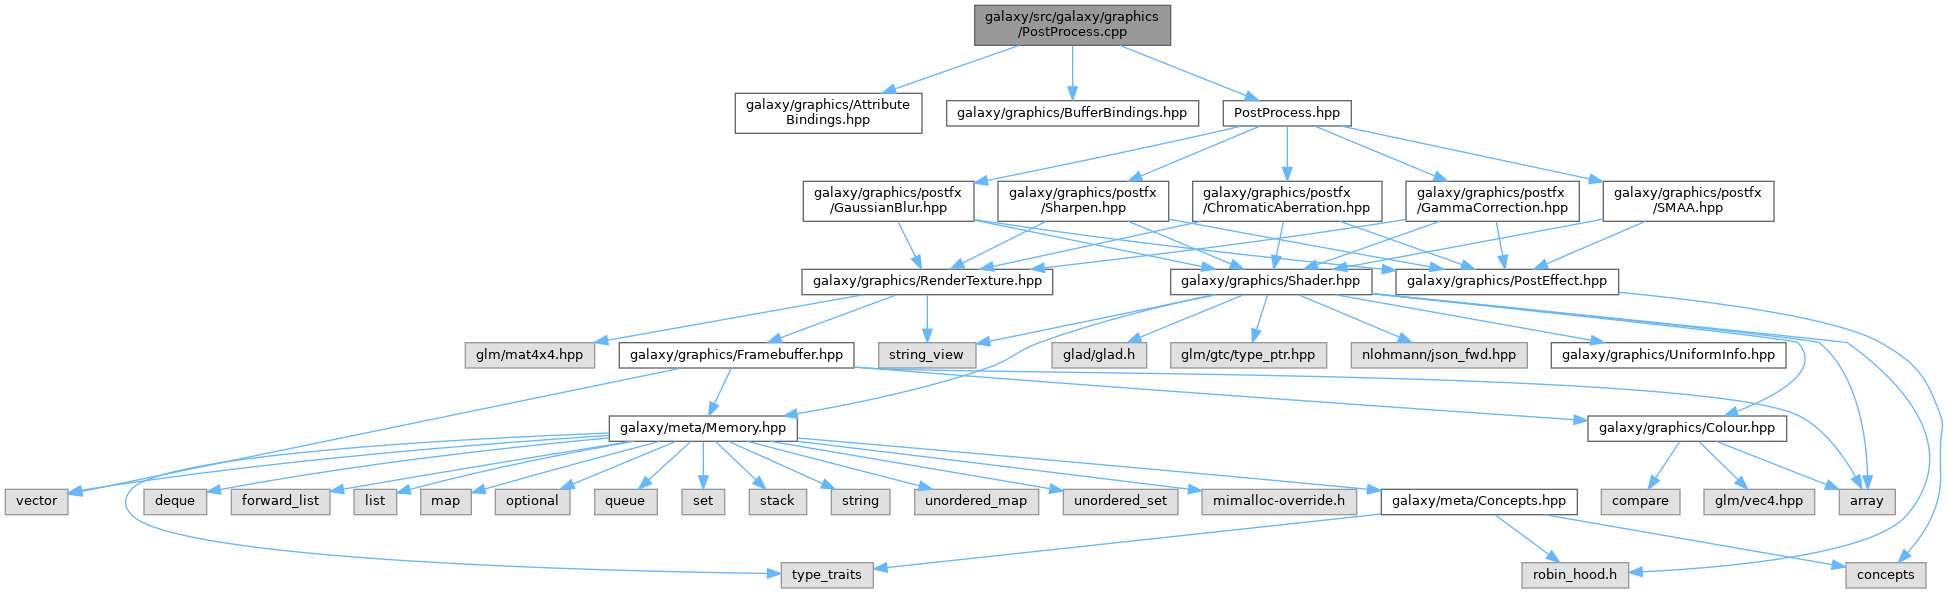 galaxy/src/galaxy/graphics
/PostProcess.cpp
galaxy/graphics/Attribute
Bindings.hpp
galaxy/graphics/BufferBindings.hpp
PostProcess.hpp
galaxy/graphics/postfx
/GaussianBlur.hpp
galaxy/graphics/postfx
/Sharpen.hpp
galaxy/graphics/postfx
/ChromaticAberration.hpp
galaxy/graphics/postfx
/GammaCorrection.hpp
galaxy/graphics/postfx
/SMAA.hpp
galaxy/graphics/RenderTexture.hpp
galaxy/graphics/Shader.hpp
galaxy/graphics/PostEffect.hpp
glm/mat4x4.hpp
galaxy/graphics/Framebuffer.hpp
string_view
glad/glad.h
glm/gtc/type_ptr.hpp
nlohmann/json_fwd.hpp
galaxy/graphics/UniformInfo.hpp
galaxy/meta/Memory.hpp
galaxy/graphics/Colour.hpp
vector
deque
forward_list
list
map
optional
queue
set
stack
string
unordered_map
unordered_set
mimalloc-override.h
galaxy/meta/Concepts.hpp
compare
glm/vec4.hpp
array
type_traits
robin_hood.h
concepts